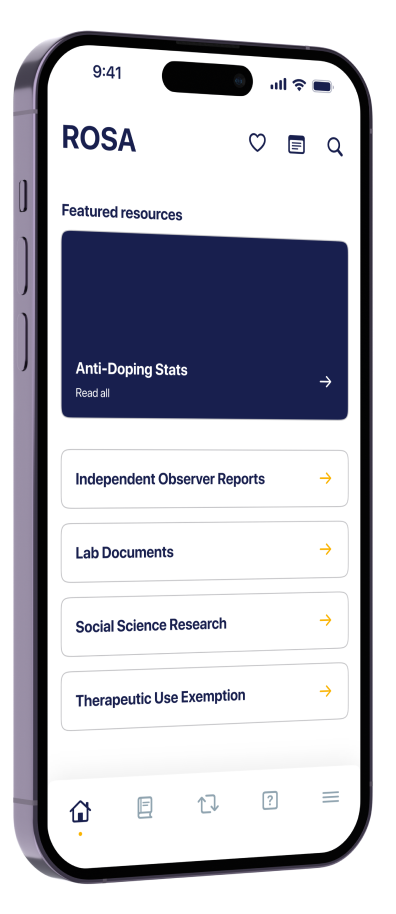 9:41
ROSA
Featured resources
Anti-Doping Stats
Read all
Independent Observer Reports
Lab Documents
Social Science Research
Therapeutic Use Exemption
?